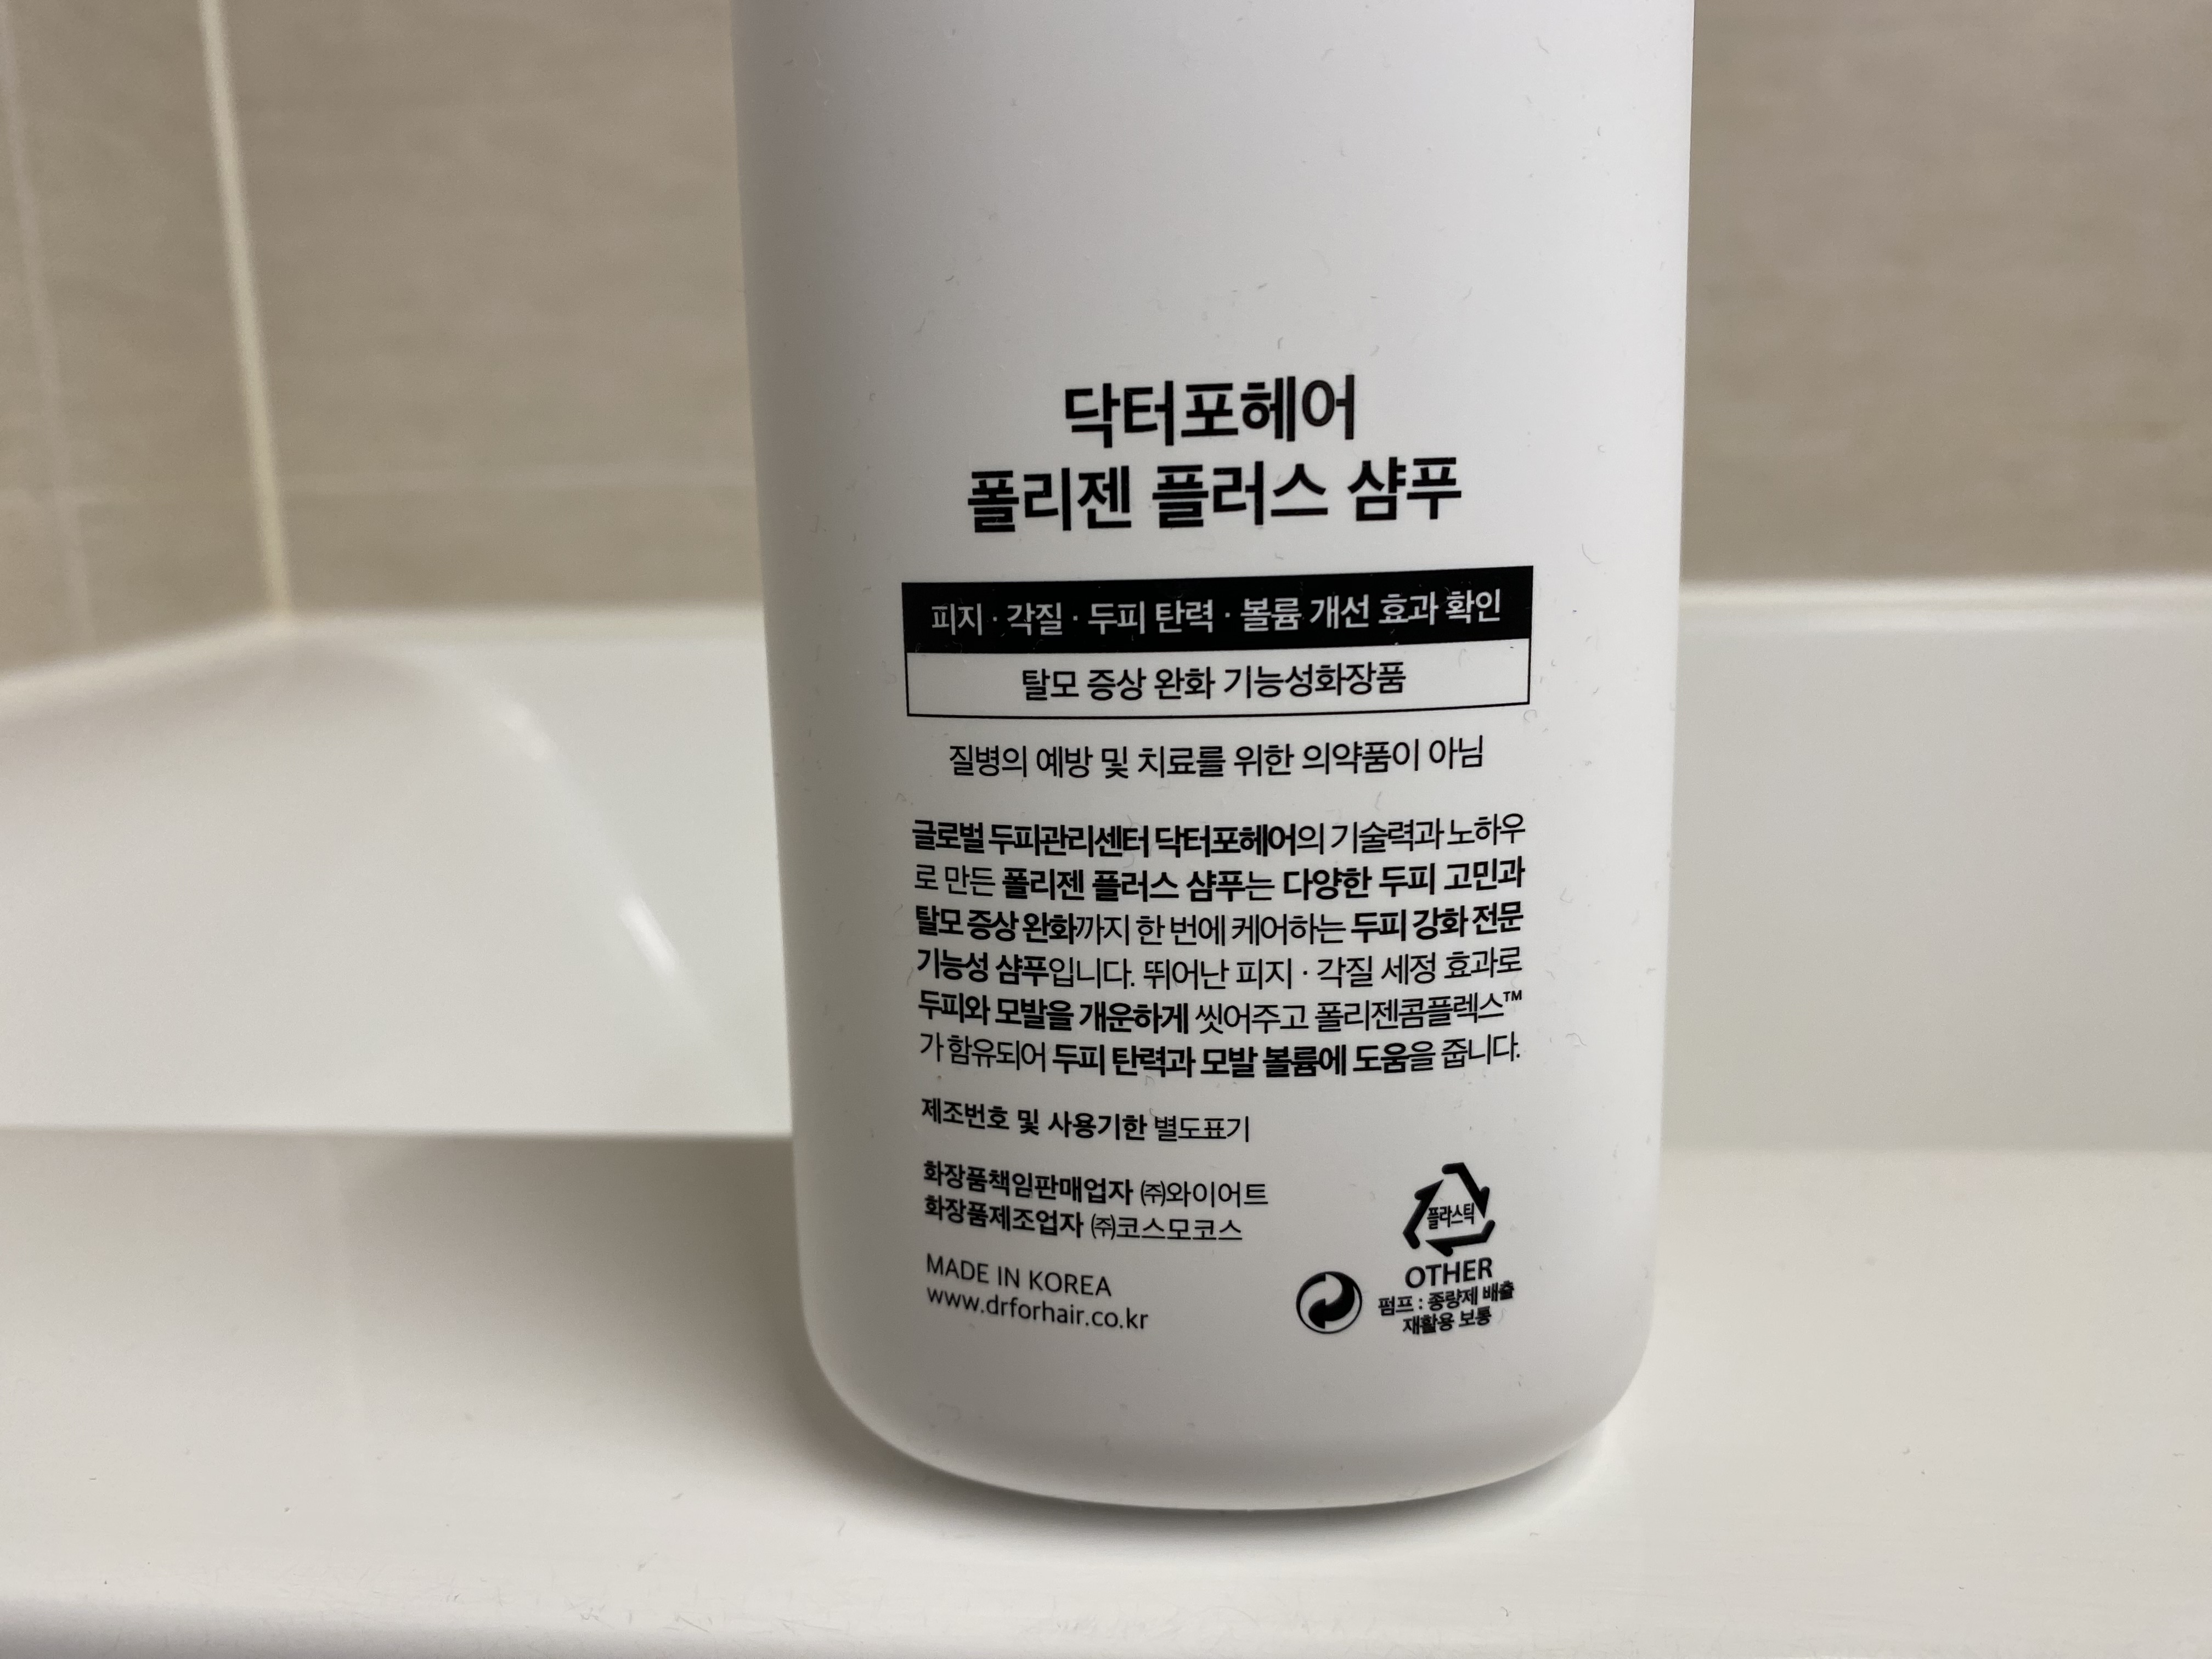 닥터포헤어
폴리젠 플러스 샴푸
피지 · 각질 · 두피 탄력 · 볼륨 개선 효과 확인
탈모 증상 완화 기능성화장품
질병의 예방 및 치료를 위한 의약품이 아님
글로벌 두피관리센터 닥터포헤어의 기술력과 노하우
로 만든 폴리젠 플러스 샴푸는 다양한 두피 고민과
탈모 증상 완화까지 한 번에 케어하는 두피 강화 전문
기능성 샴푸입니다. 뛰어난 피지 · 각질 세정 효과로
두피와 모발을 개운하게 씻어주고 폴리젠콤플렉스™
가 함유되어 두피 탄력과 모발 볼륨에 도움을 줍니다.
제조번호 및 사용기한 별도표기
화장품책임판매업자 ㈜와이어트
화장품제조업자 ㈜코스모코스
MADE IN KOREA
www.drforhair.co.kr
플라스틱
OTHER
펌프 : 종량제 배출
재활용 보통